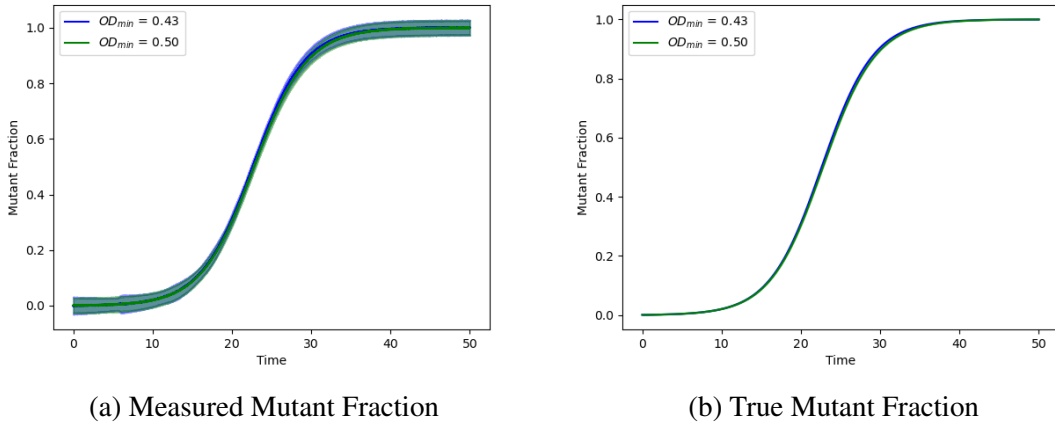 OD_min = 0.43
OD_min = 0.50
1.0
0.8
0.6
0.4
0.2
0.0
Mutant Fraction
0 10 20 30 40 50
Time
(a) Measured Mutant Fraction
OD_min = 0.43
OD_min = 0.50
1.0
0.8
0.6
0.4
0.2
0.0
Mutant Fraction
0 10 20 30 40 50
Time
(b) True Mutant Fraction